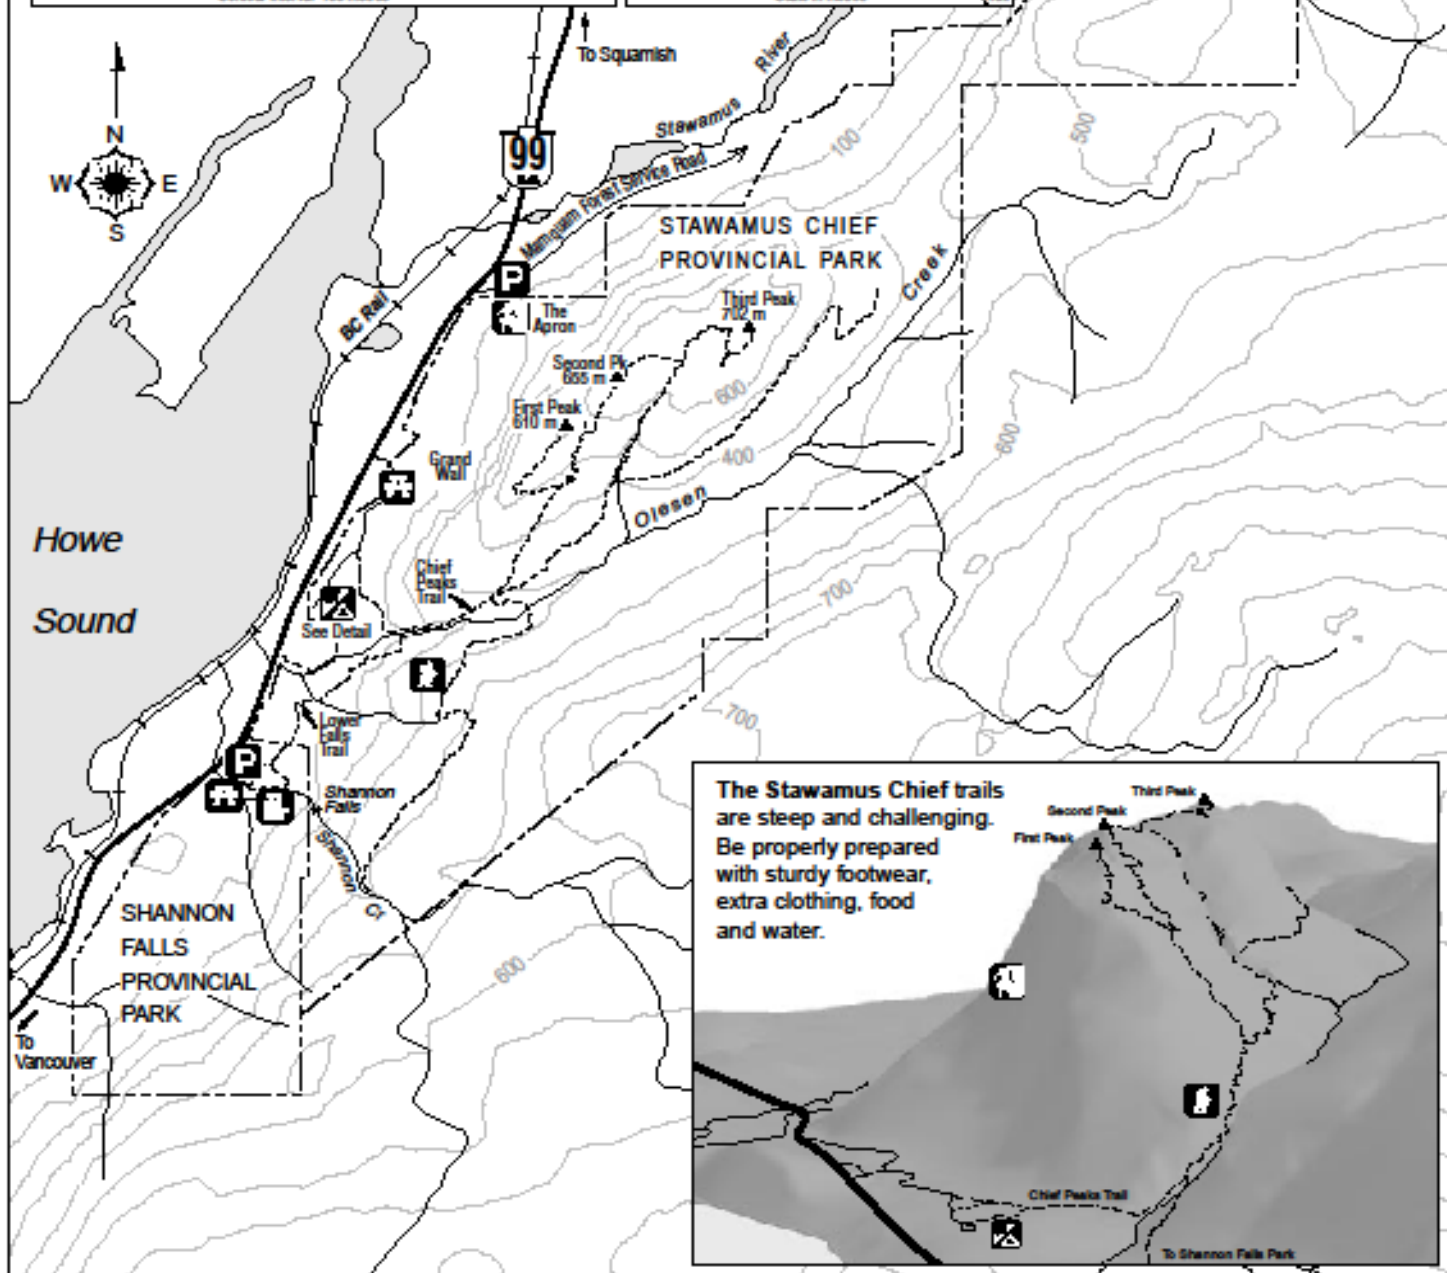 To Squamish
River
Stawamus
99
Mamquam Forest Service Road
N
W E
S
100
500
STAWAMUS CHIEF
PROVINCIAL PARK
Creek
BC Rail
The
Apron
Third Peak
702 m
Second Pk
655 m
First Peak
610 m
600
600
400
Grand
Wall
Olesen
Howe
Sound
Chief
Peaks
Trail
See Detail
700
700
Lower
Falls
Trail
Shannon
Falls
Shannon
Cr
SHANNON
FALLS
PROVINCIAL
PARK
600
To
Vancouver
The Stawamus Chief trails
are steep and challenging.
Be properly prepared
with sturdy footwear,
extra clothing, food
and water.
Third Peak
Second Peak
First Peak
Chief Peaks Trail
To Shannon Falls Park
P
P